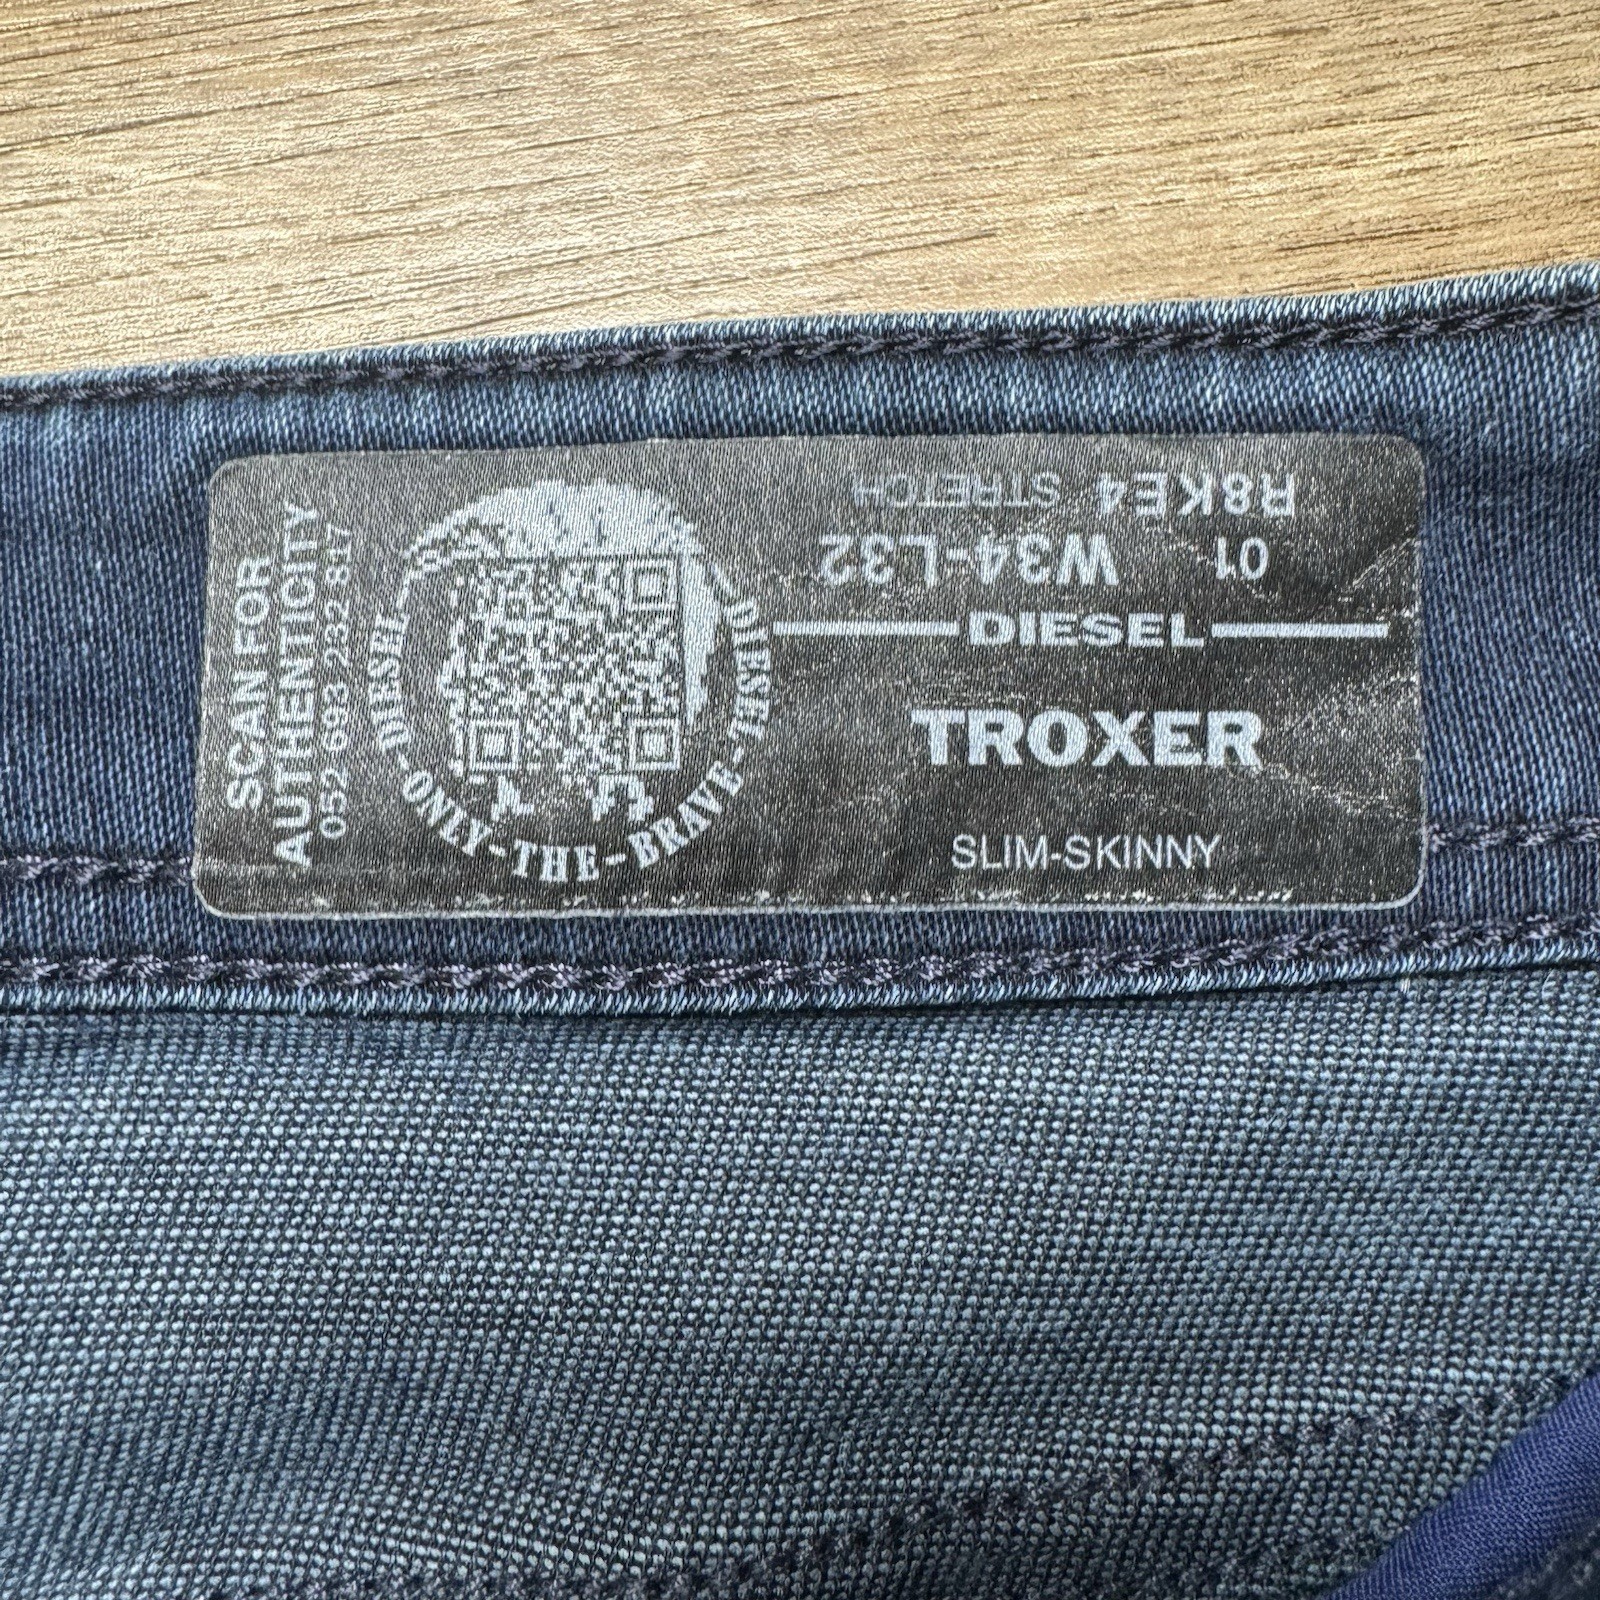 SCAN FOR
AUTHENTICITY
052 693 232 817
DIESEL-ONLY-THE-BRAVE-DIESEL
R8KE4 STRETCH
01 W34-L32
DIESEL
TROXER
SLIM-SKINNY